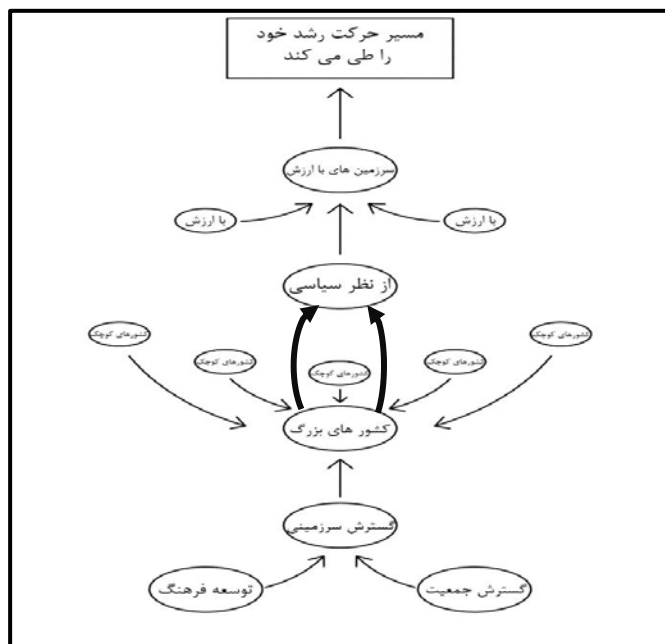 مسیر حرکت رشد خود
را طی می کند
سرزمین های با ارزش
با ارزش
با ارزش
از نظر سیاسی
کشورهای کوچک
کشورهای کوچک
کشورهای کوچک
کشورهای کوچک
کشورهای کوچک
کشور های بزرگ
گسترش سرزمینی
گسترش جمعیت
توسعه فرهنگ